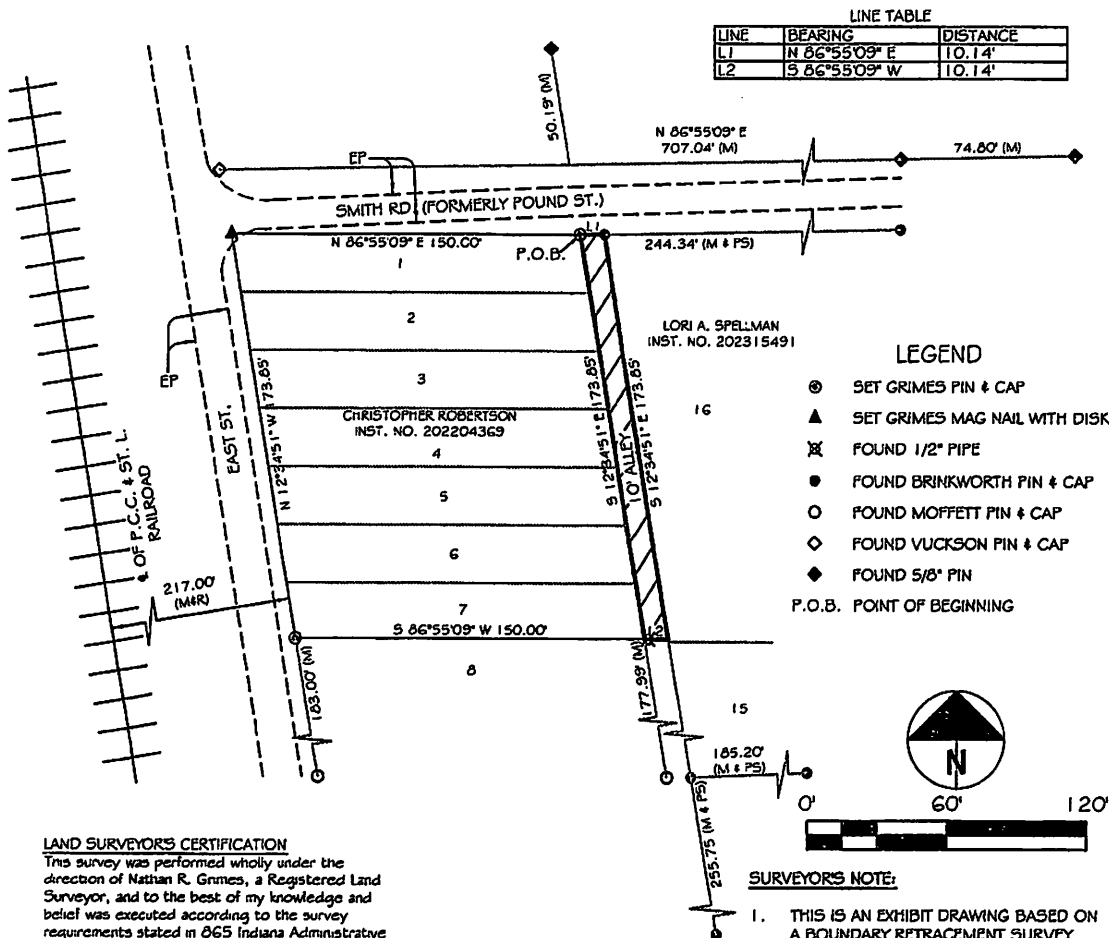 LINE TABLE
LINE BEARING DISTANCE
L1 N 86°55'09" E 10.14'
L2 S 86°55'09" W 10.14'
50.19' (M)
N 86°55'09" E
707.04' (M)
74.80' (M)
EP
SMITH RD. (FORMERLY POUND ST.)
N 86°55'09" E 150.00'
L1
P.O.B.
244.34' (M & PS)
1
2
3
CHRISTOPHER ROBERTSON
INST. NO. 202204369
4
5
6
7
S 86°55'09" W 150.00'
8
LORI A. SPELLMAN
INST. NO. 202315491
16
15
EP
EAST ST.
N 12°34'51" W 173.85'
S 12°34'51" E 173.85'
10' ALLEY
S 12°34'51" E 173.85'
L2
℄ OF P.C.C. & ST. L.
RAILROAD
217.00'
(M&R)
183.00' (M)
177.99' (M)
185.20'
(M & PS)
255.75 (M & PS)
LEGEND
SET GRIMES PIN & CAP
SET GRIMES MAG NAIL WITH DISK
FOUND 1/2" PIPE
FOUND BRINKWORTH PIN & CAP
FOUND MOFFETT PIN & CAP
FOUND VUCKSON PIN & CAP
FOUND 5/8" PIN
P.O.B. POINT OF BEGINNING
N
0' 60' 120'
LAND SURVEYORS CERTIFICATION
This survey was performed wholly under the
direction of Nathan R. Grimes, a Registered Land
Surveyor, and to the best of my knowledge and
belief was executed according to the survey
requirements stated in 865 Indiana Administrative
SURVEYORS NOTE:
1. THIS IS AN EXHIBIT DRAWING BASED ON
A BOUNDARY RETRACEMENT SURVEY